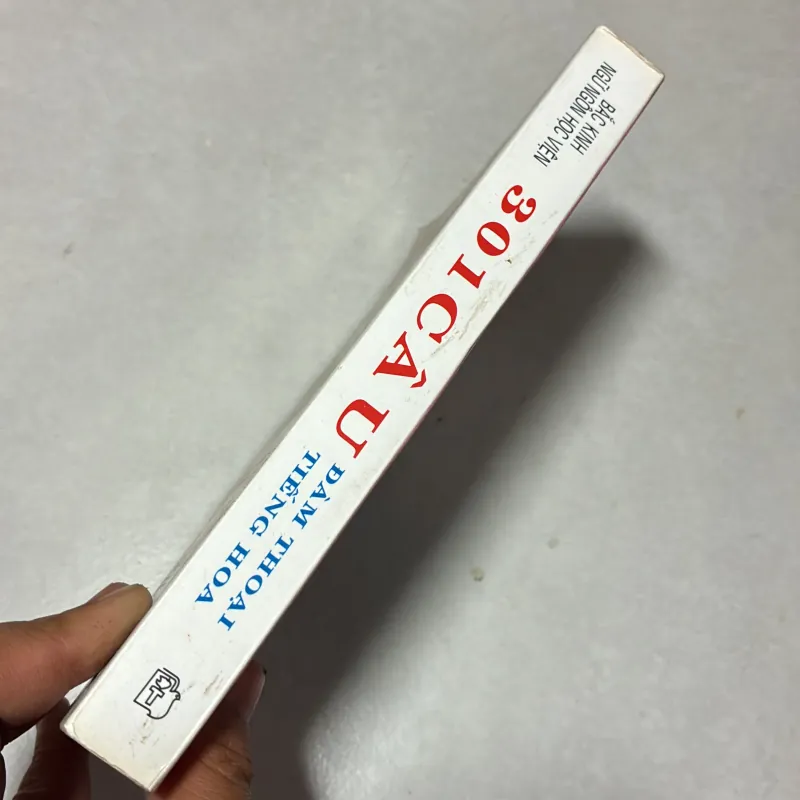 BẮC KINH
NGỮ NGÔN HỌC VIỆN
301 CÂU
ĐÀM THOẠI
TIẾNG HOA